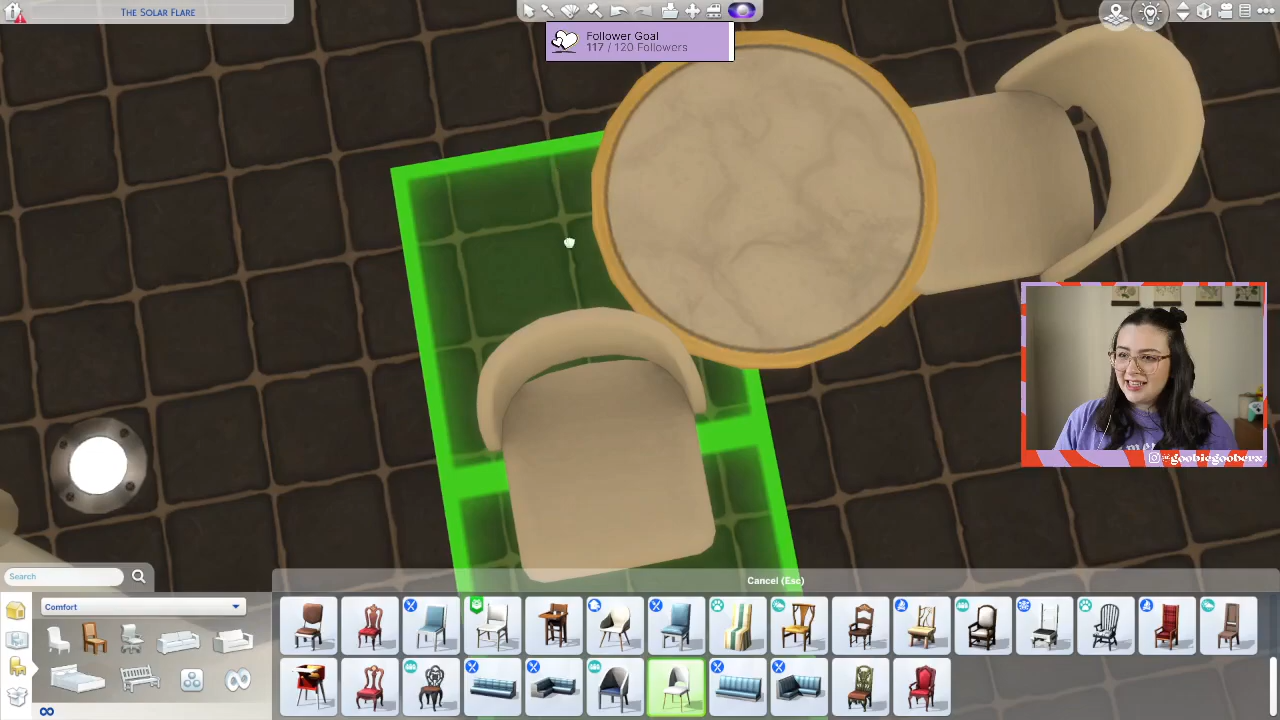 THE SOLAR FLARE
Follower Goal
117 / 120 Followers
@goobiegooberx
Cancel (Esc)
Search
Comfort